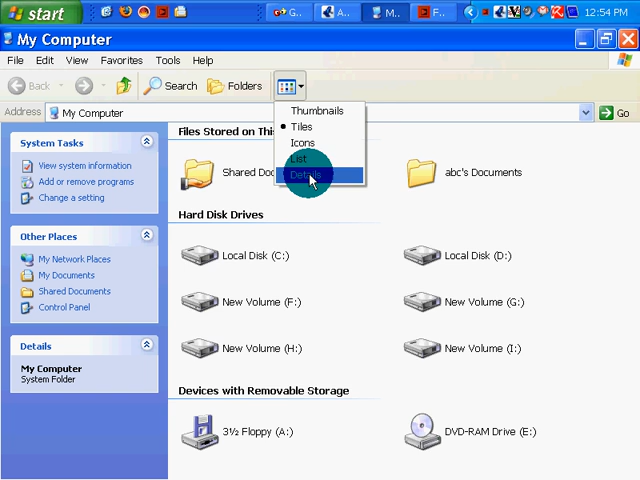 start
G..
A...
M..
F...
12:54 PM
My Computer
File Edit View Favorites Tools Help
Back
Search
Folders
Address
My Computer
Go
Thumbnails
Tiles
Icons
List
Details
System Tasks
View system information
Add or remove programs
Change a setting
Other Places
My Network Places
My Documents
Shared Documents
Control Panel
Details
My Computer
System Folder
Files Stored on This
Shared Doc
abc's Documents
Hard Disk Drives
Local Disk (C:)
Local Disk (D:)
New Volume (F:)
New Volume (G:)
New Volume (H:)
New Volume (I:)
Devices with Removable Storage
3½ Floppy (A:)
DVD-RAM Drive (E:)